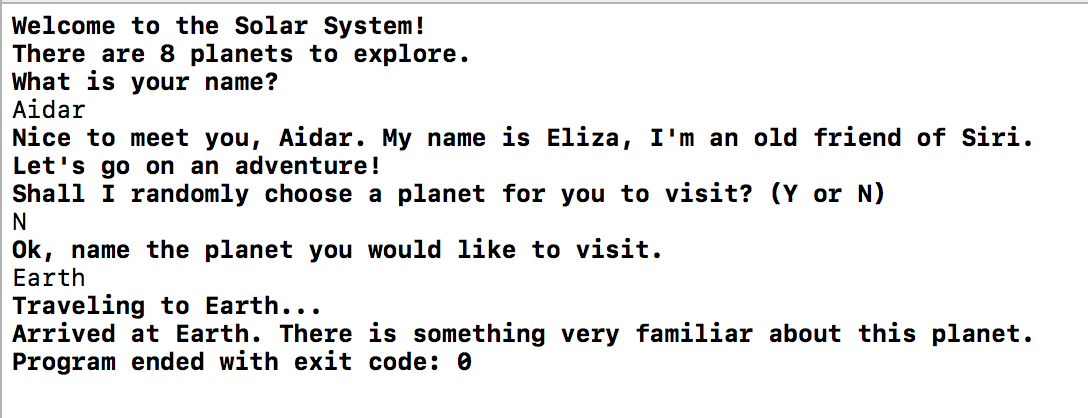 Welcome to the Solar System!
There are 8 planets to explore.
What is your name?
Aidar
Nice to meet you, Aidar. My name is Eliza, I'm an old friend of Siri.
Let's go on an adventure!
Shall I randomly choose a planet for you to visit? (Y or N)
N
Ok, name the planet you would like to visit.
Earth
Traveling to Earth...
Arrived at Earth. There is something very familiar about this planet.
Program ended with exit code: 0